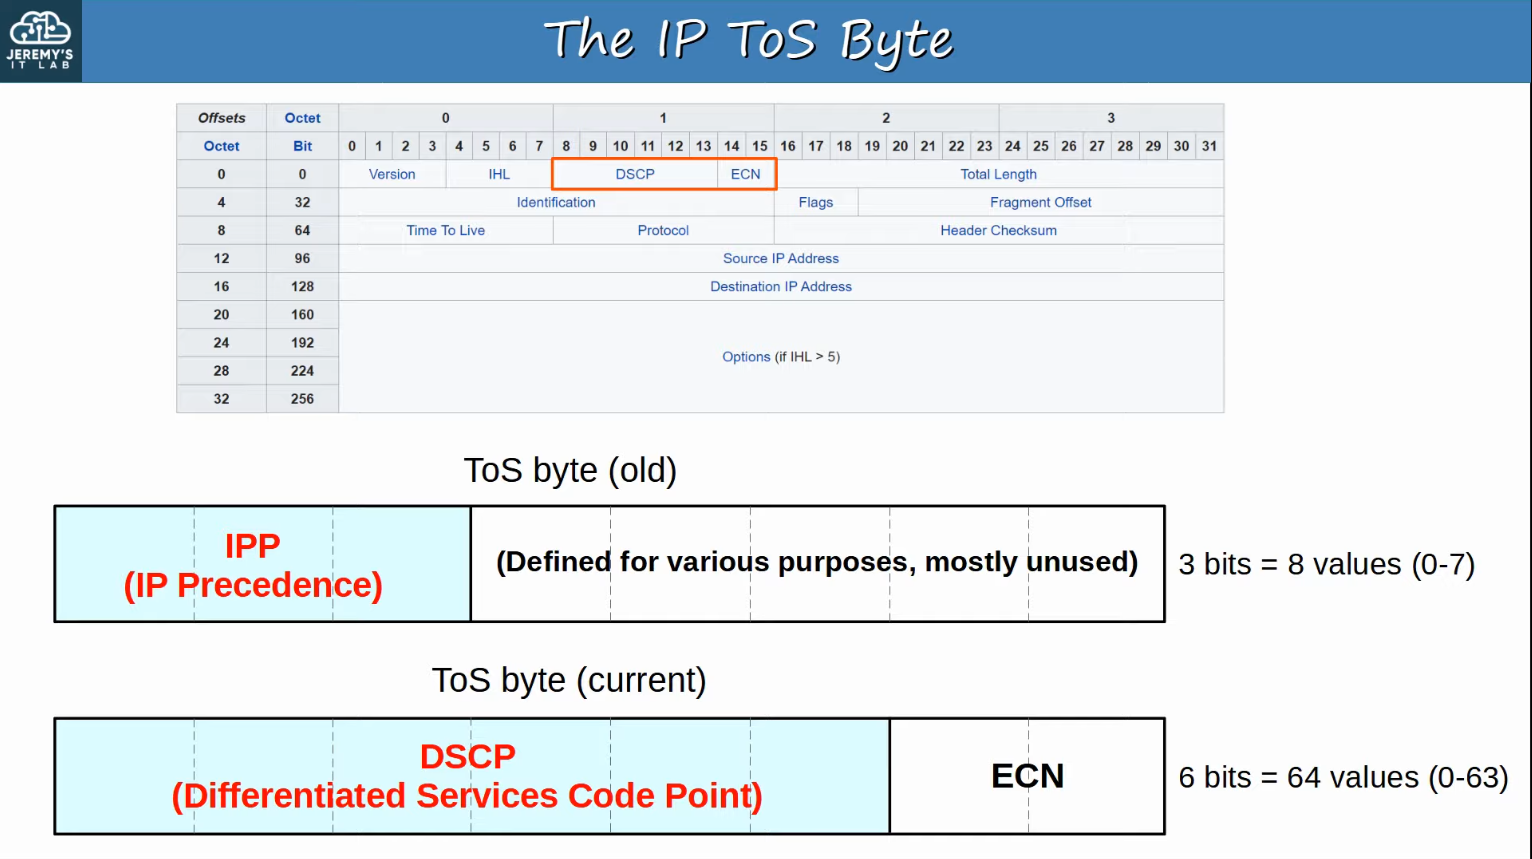 The IP ToS Byte
JEREMY'S
IT LAB
Offsets Octet 0 1 2 3
Octet Bit 0 1 2 3 4 5 6 7 8 9 10 11 12 13 14 15 16 17 18 19 20 21 22 23 24 25 26 27 28 29 30 31
0 0 Version IHL DSCP ECN Total Length
4 32 Identification Flags Fragment Offset
8 64 Time To Live Protocol Header Checksum
12 96 Source IP Address
16 128 Destination IP Address
20 160
24 192
Options (if IHL > 5)
28 224
32 256
ToS byte (old)
IPP
(IP Precedence)
(Defined for various purposes, mostly unused)
3 bits = 8 values (0-7)
ToS byte (current)
DSCP
(Differentiated Services Code Point)
ECN
6 bits = 64 values (0-63)